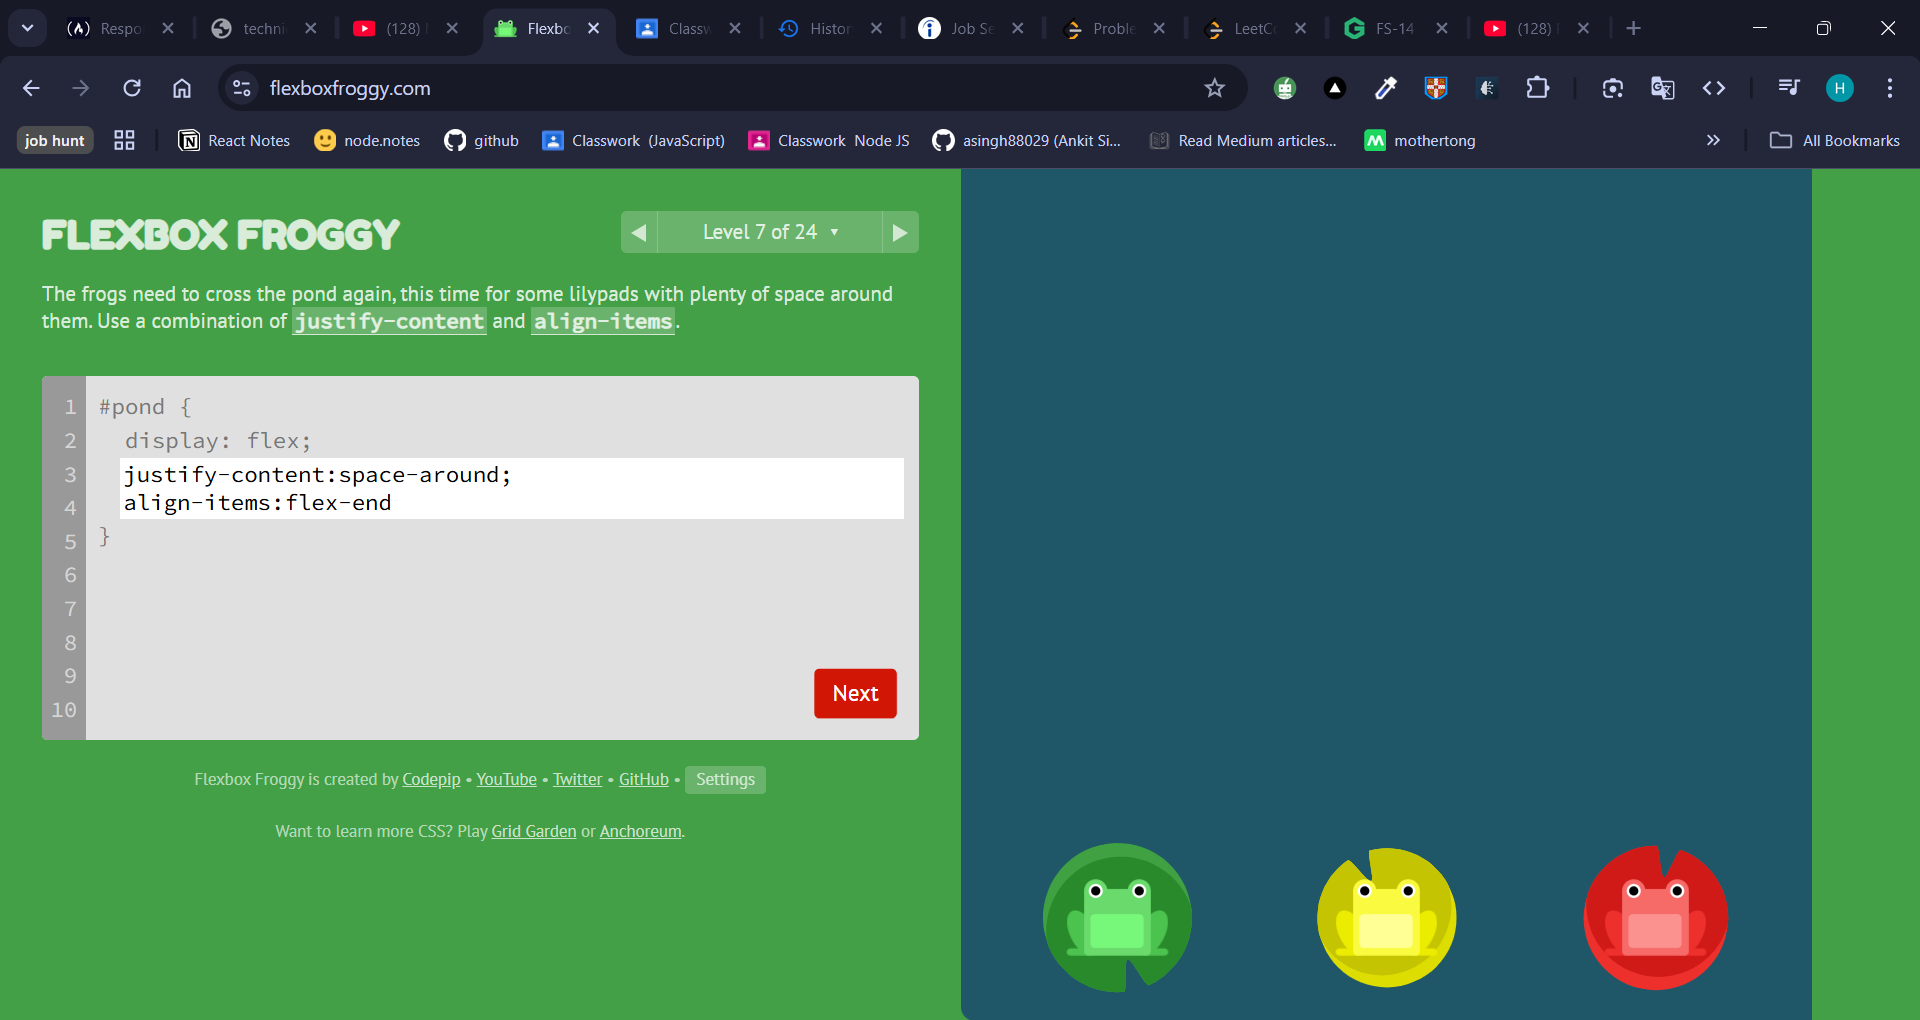 Respo
techni
(128)
Flexbo
Classw
Histor
Job Se
Proble
LeetCo
FS-14
(128)
flexboxfroggy.com
H
job hunt
React Notes
node.notes
github
Classwork (JavaScript)
Classwork Node JS
asingh88029 (Ankit Si...
Read Medium articles...
mothertong
All Bookmarks
FLEXBOX FROGGY
Level 7 of 24
The frogs need to cross the pond again, this time for some lilypads with plenty of space around
them. Use a combination of justify-content and align-items.
1 #pond {
2 display: flex;
3 justify-content:space-around;
4 align-items:flex-end
5 }
6
7
8
9
10
Next
Flexbox Froggy is created by Codepip • YouTube • Twitter • GitHub • Settings
Want to learn more CSS? Play Grid Garden or Anchoreum.